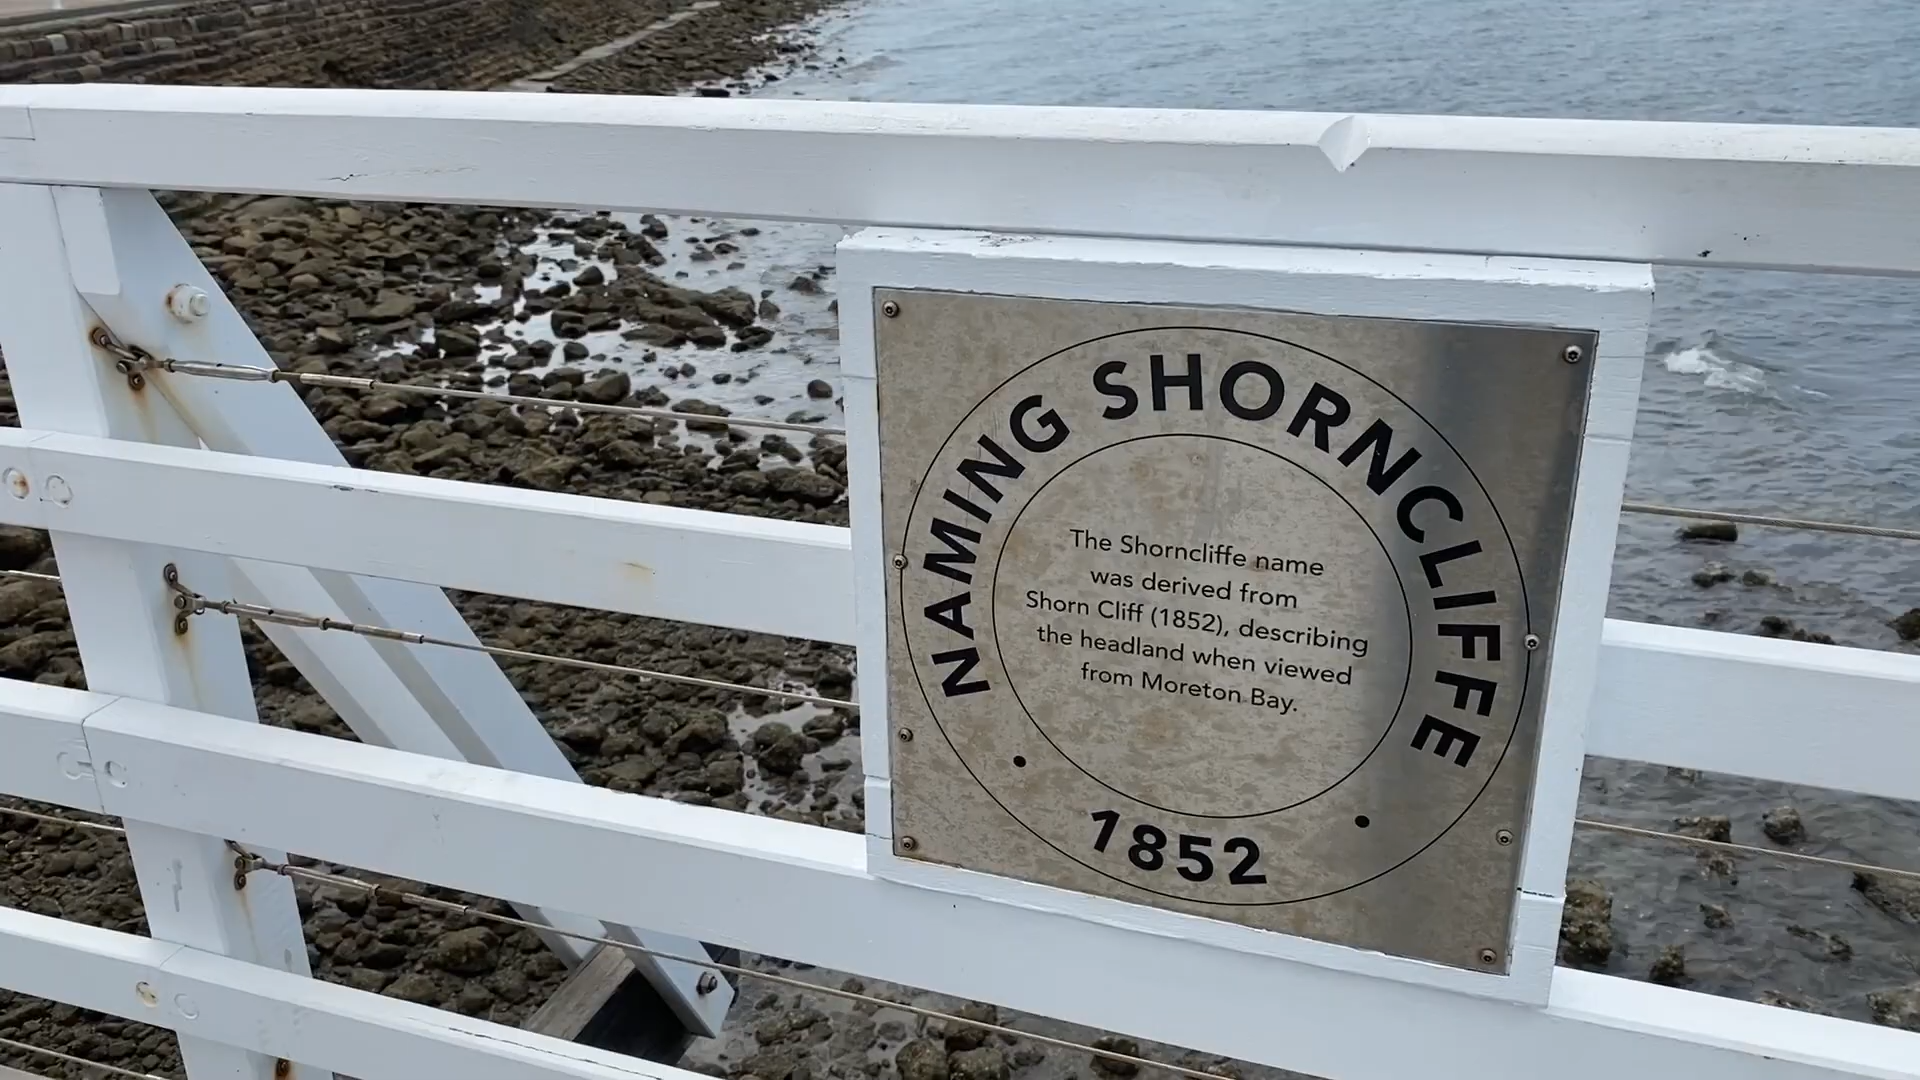 NAMING SHORNCLIFFE
The Shorncliffe name
was derived from
Shorn Cliff (1852), describing
the headland when viewed
from Moreton Bay.
1852